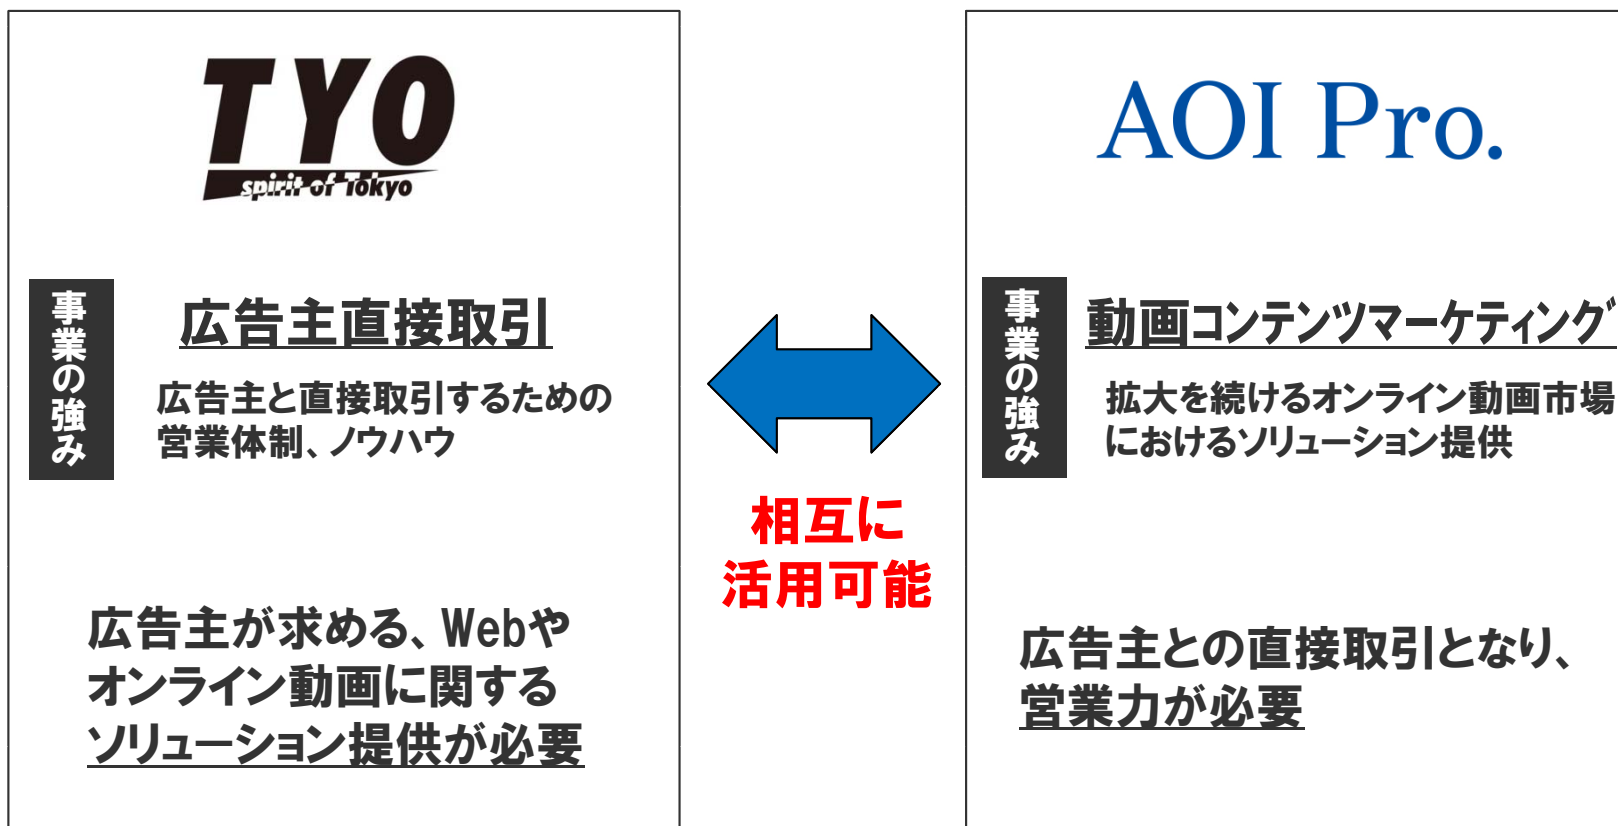 TYO
spirit of Tokyo
事業の強み
広告主直接取引
広告主と直接取引するための
営業体制、ノウハウ
広告主が求める、Webや
オンライン動画に関する
ソリューション提供が必要
相互に
活用可能
AOI Pro.
事業の強み
動画コンテンツマーケティング
拡大を続けるオンライン動画市場
におけるソリューション提供
広告主との直接取引となり、
営業力が必要